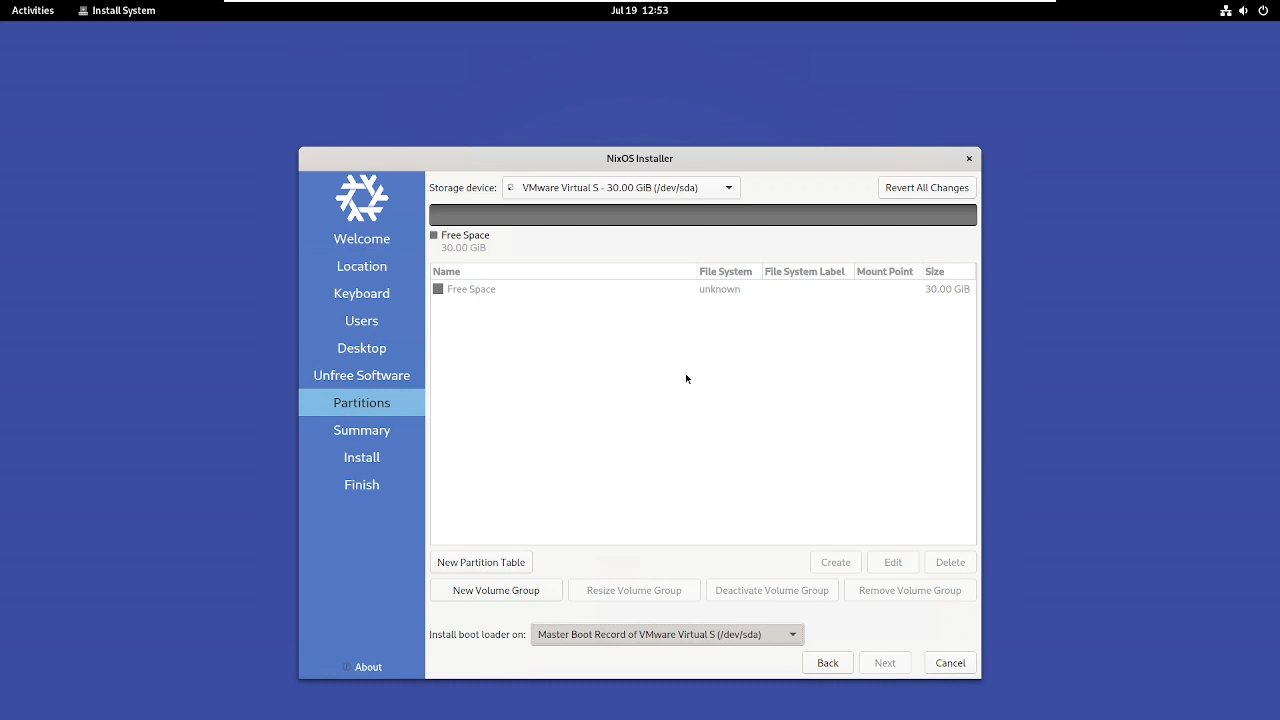 Activities Install System Jul 19 12:53
NixOS Installer
Storage device: VMware Virtual S - 30.00 GiB (/dev/sda) Revert All Changes
Free Space
30.00 GiB
Name File System File System Label Mount Point Size
Free Space unknown 30.00 GiB
Welcome
Location
Keyboard
Users
Desktop
Unfree Software
Partitions
Summary
Install
Finish
New Partition Table Create Edit Delete
New Volume Group Resize Volume Group Deactivate Volume Group Remove Volume Group
Install boot loader on: Master Boot Record of VMware Virtual S (/dev/sda)
About Back Next Cancel